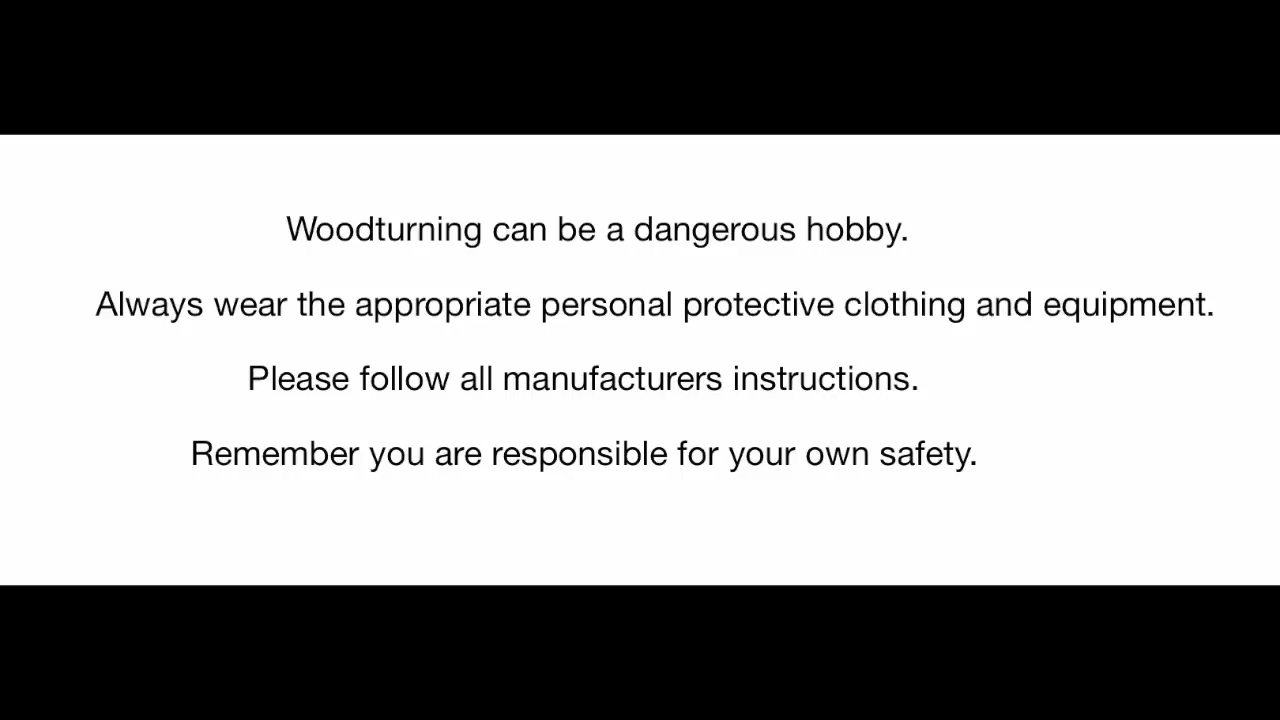 Woodturning can be a dangerous hobby.
Always wear the appropriate personal protective clothing and equipment.
Please follow all manufacturers instructions.
Remember you are responsible for your own safety.